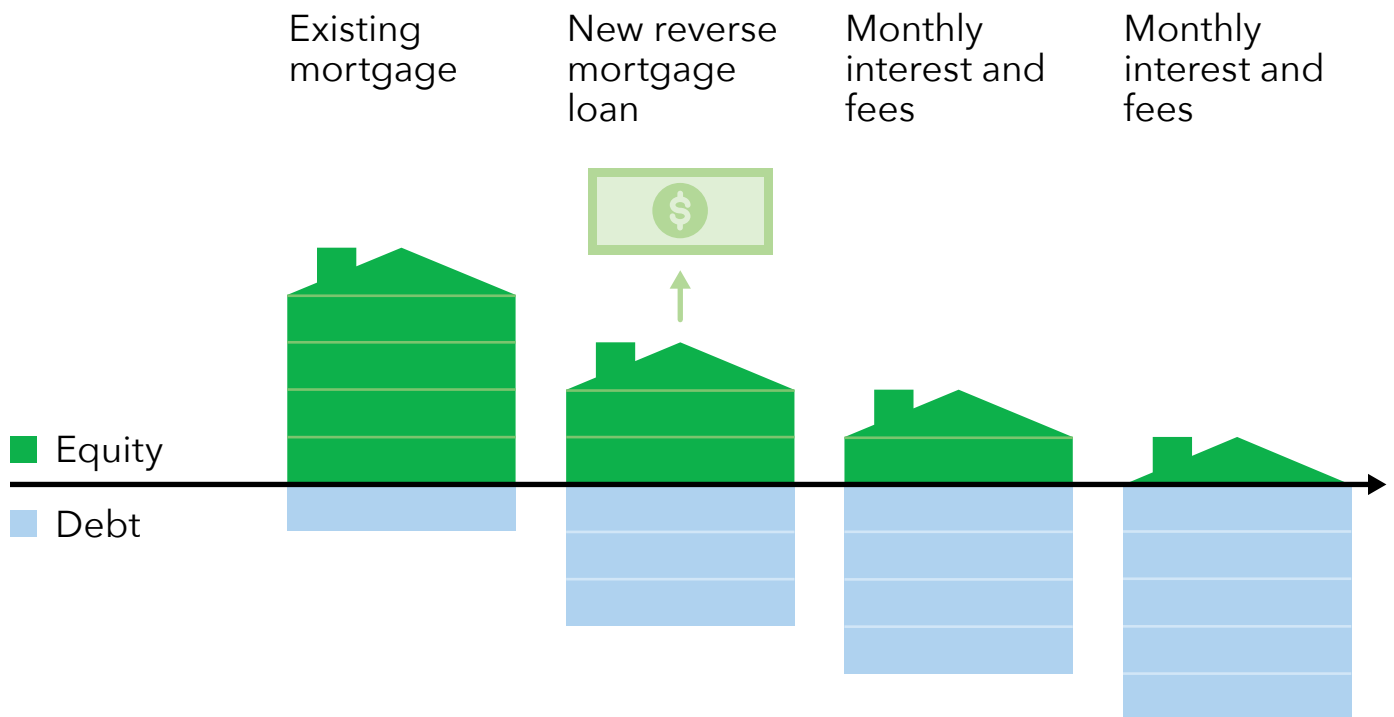 Existing
mortgage
New reverse
mortgage
loan
Monthly
interest and
fees
Monthly
interest and
fees
$
Equity
Debt